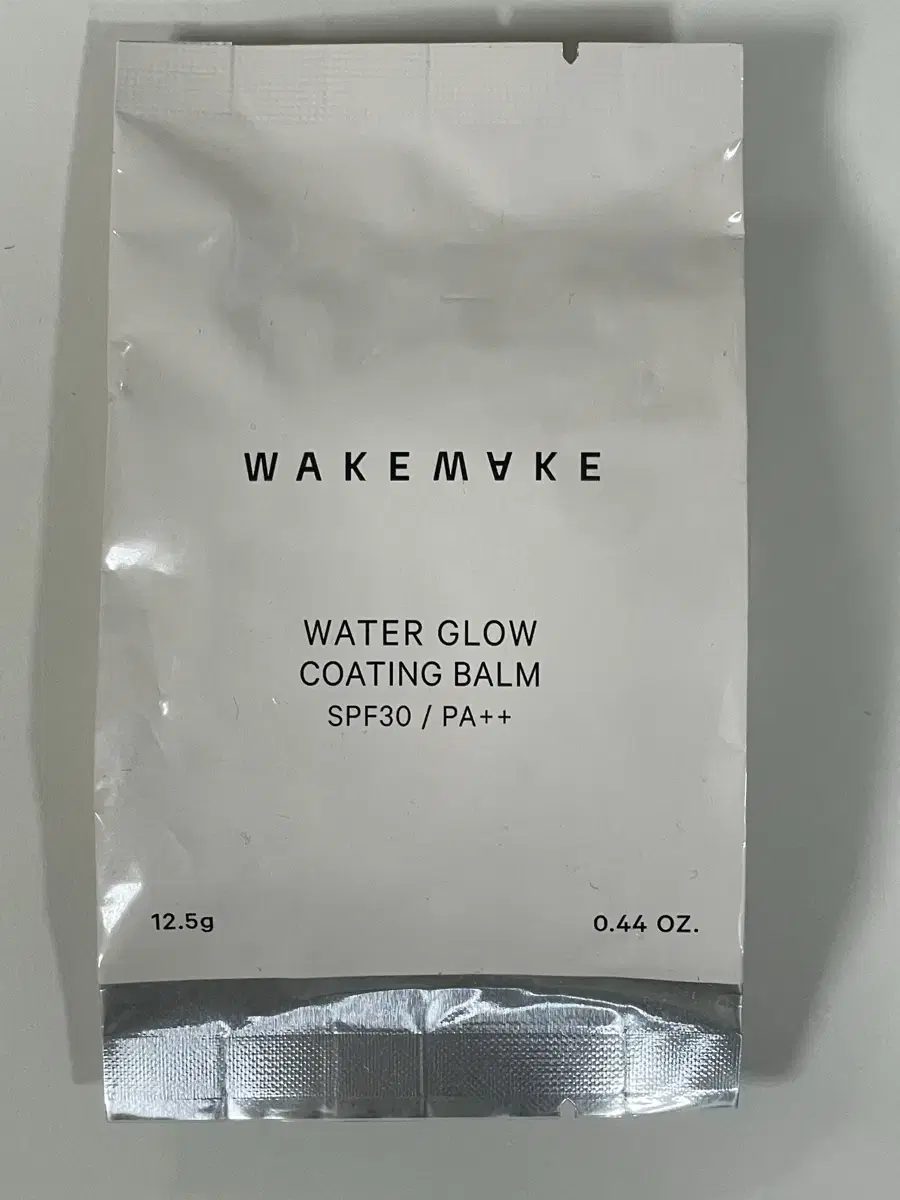 WAKEMAKE
WATER GLOW
COATING BALM
SPF30 / PA++
12.5g
0.44 OZ.